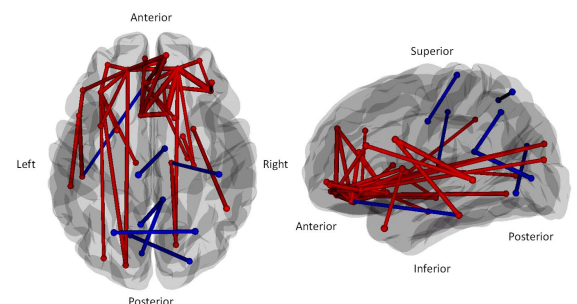 Anterior
Superior
Left
Right
Anterior
Posterior
Inferior
Posterior